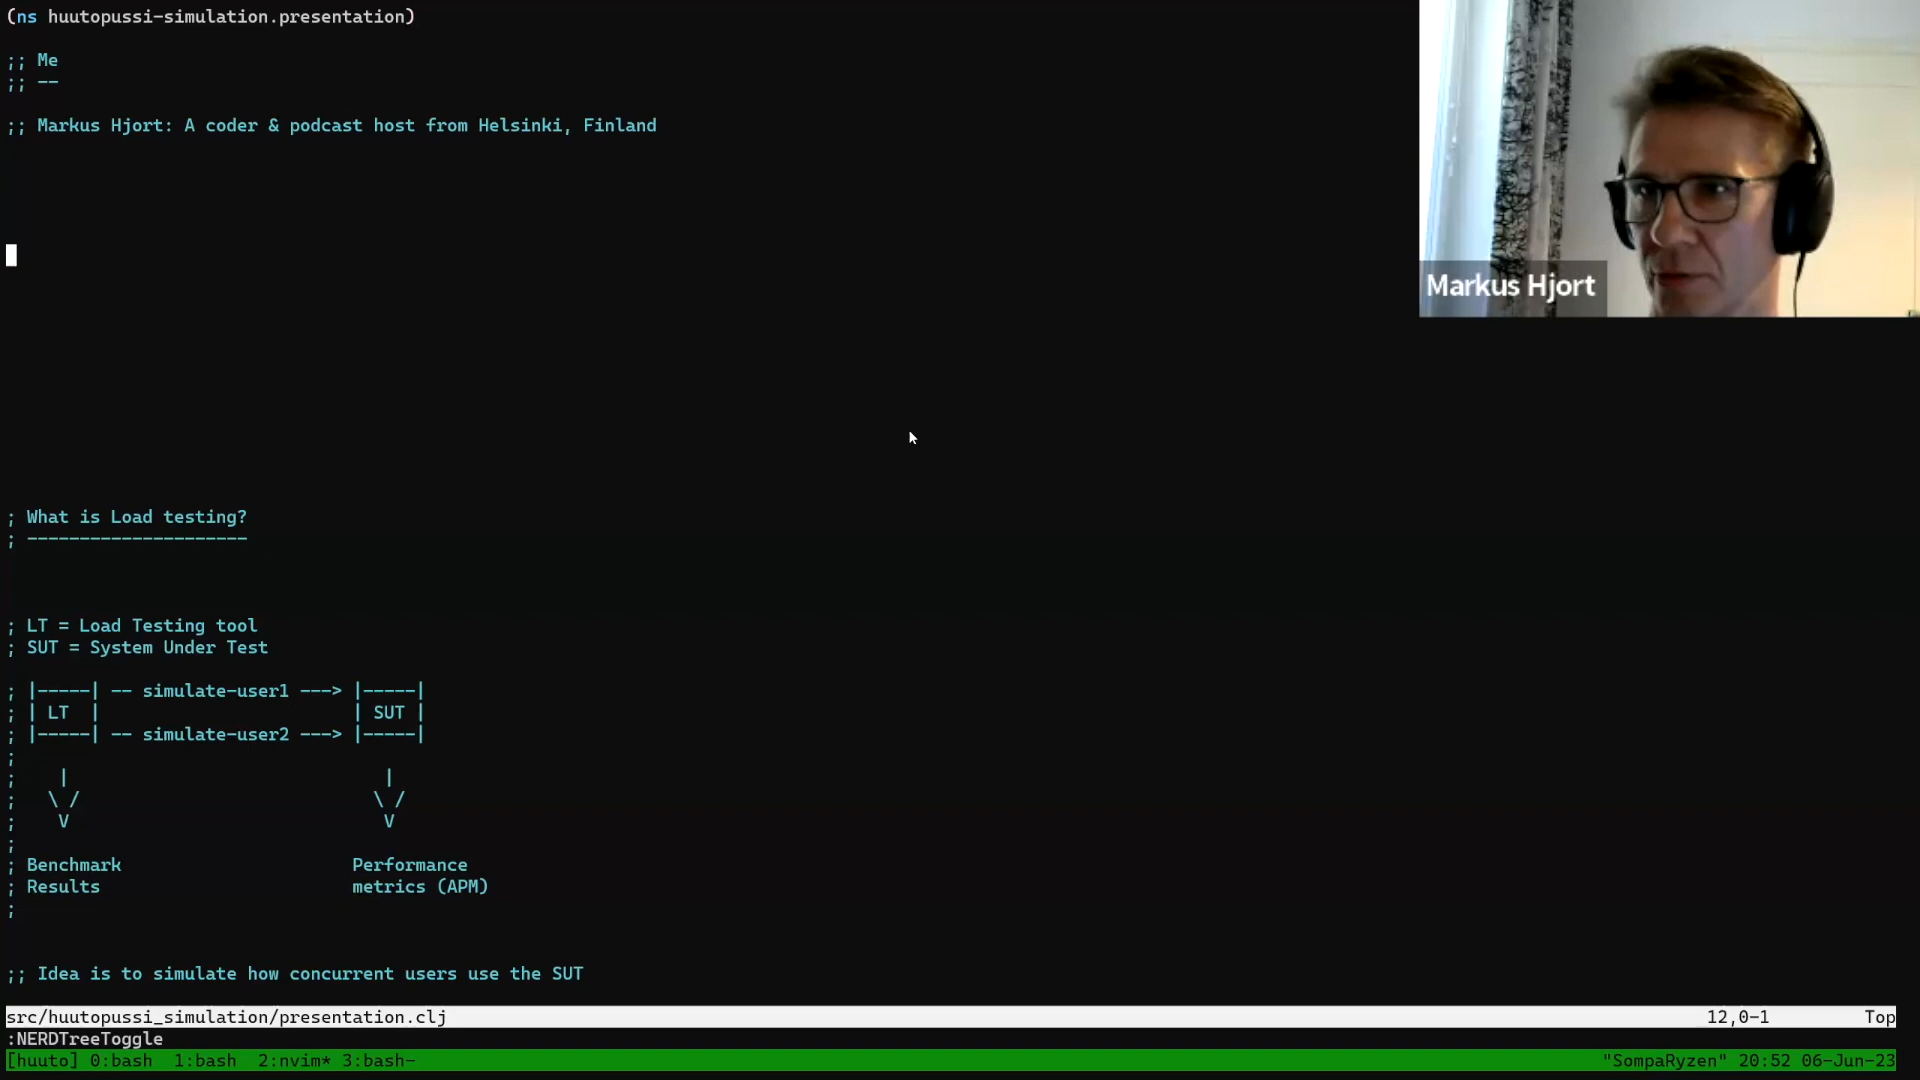 (ns huutopussi-simulation.presentation)
;; Me
;; --
;; Markus Hjort: A coder & podcast host from Helsinki, Finland
Markus Hjort
; What is Load testing?
; ---------------------
; LT = Load Testing tool
; SUT = System Under Test
; |-----| -- simulate-user1 ---> |-----|
; | LT  |                        | SUT |
; |-----| -- simulate-user2 ---> |-----|
;
;    |                              |
;   \ /                            \ /
;    V                              V
;
; Benchmark                      Performance
; Results                        metrics (APM)
;
;; Idea is to simulate how concurrent users use the SUT
src/huutopussi_simulation/presentation.clj 12,0-1 Top
:NERDTreeToggle
[huuto] 0:bash  1:bash  2:nvim* 3:bash- "SompaRyzen" 20:52 06-Jun-23